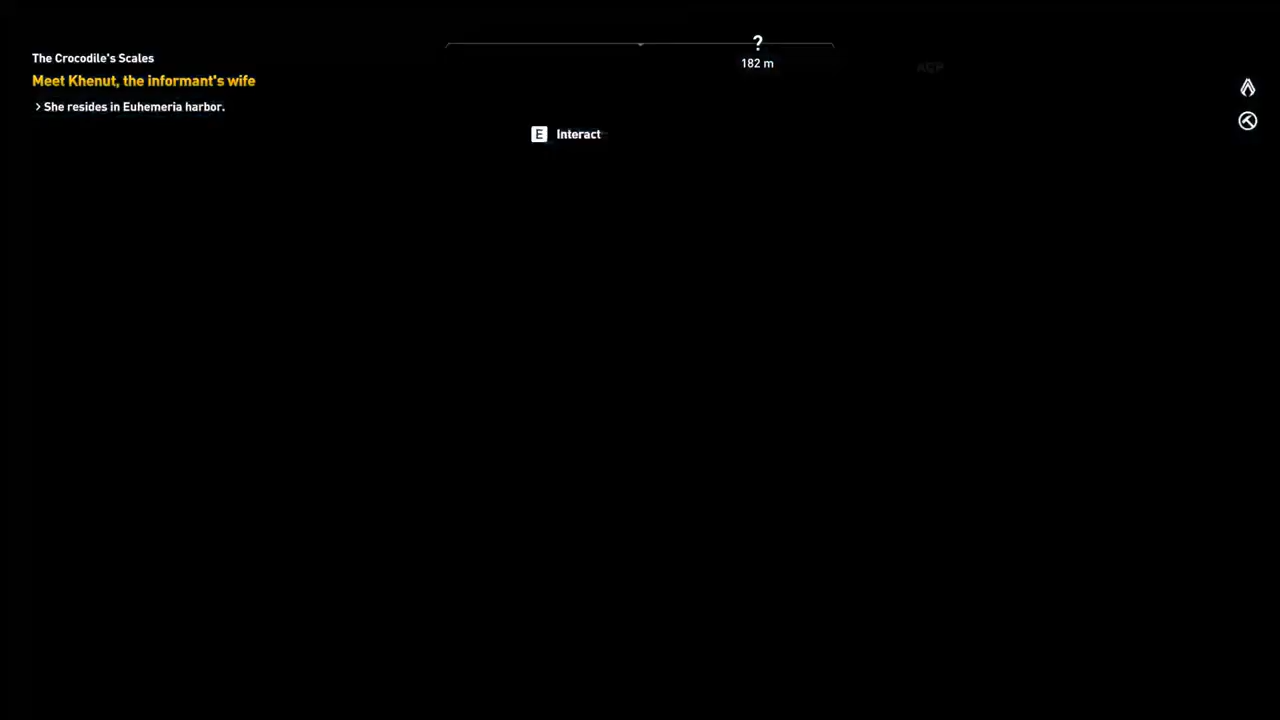 The Crocodile's Scales
Meet Khenut, the informant's wife
> She resides in Euhemeria harbor.
?
182 m
E Interact